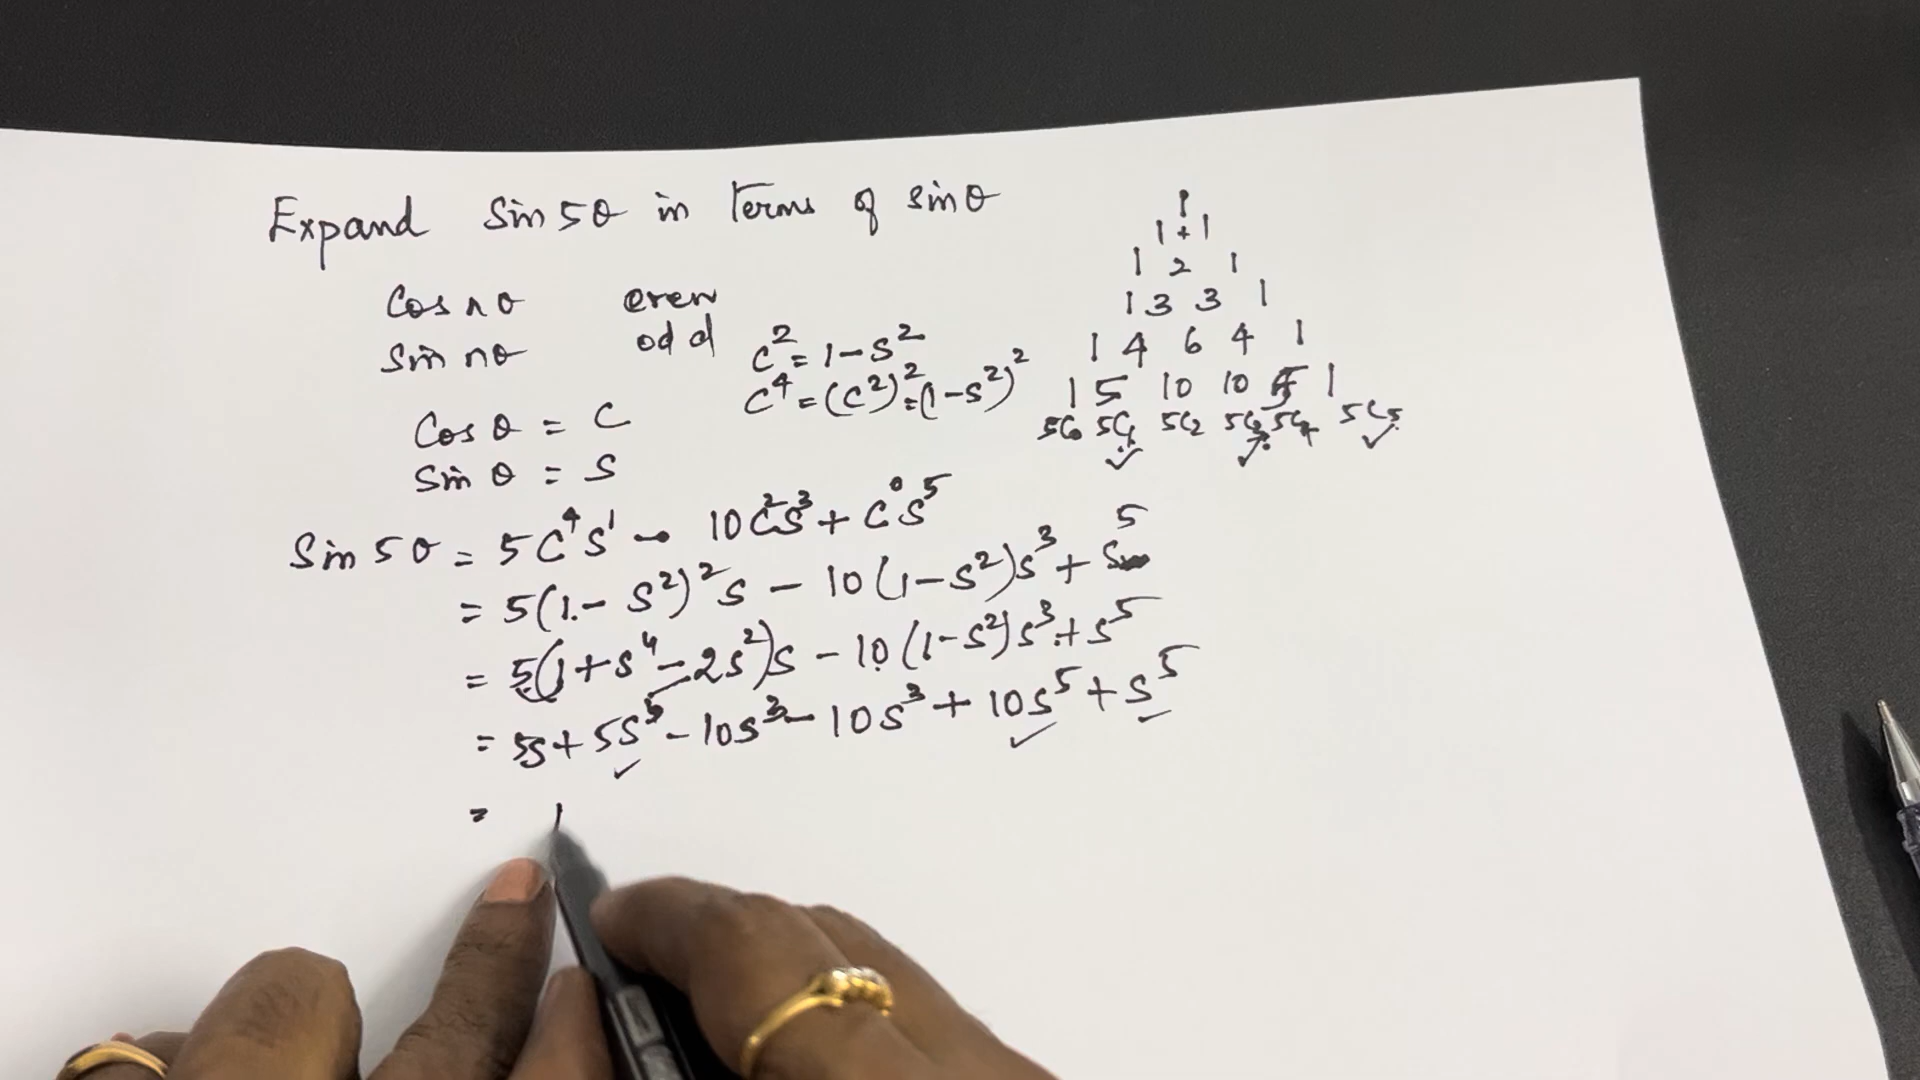 Expand Sin 5θ in Terms of sin θ
Cos nθ even
Sin nθ odd
C² = 1 - S²
C⁴ = (C²)² = (1 - S²)²
Cos θ = C
Sin θ = S
1
1 + 1
1 2 1
1 3 3 1
1 4 6 4 1
1 5 10 10 5 1
5C₀ 5C₁ 5C₂ 5C₃ 5C₄ 5C₅
✓ ✓ ✓
Sin 5θ = 5C⁴S¹ - 10C²S³ + C⁰S⁵
= 5(1 - S²)²S - 10(1 - S²)S³ + S⁵
= 5(1 + S⁴ - 2S²)S - 10(1 - S²)S³ + S⁵
= 5S + 5S⁵ - 10S³ - 10S³ + 10S⁵ + S⁵
= 1